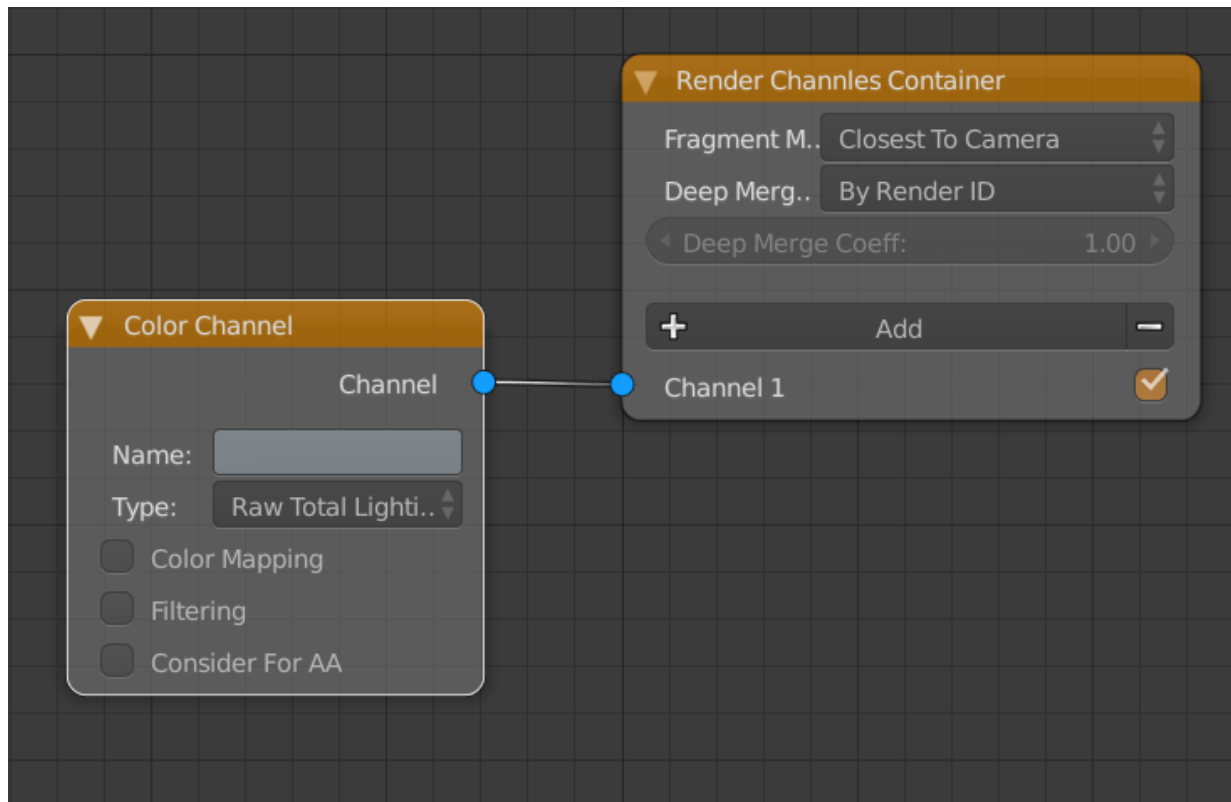 Render Channles Container
Fragment M.. Closest To Camera
Deep Merg.. By Render ID
Deep Merge Coeff: 1.00
Add
Channel 1
Color Channel
Channel
Name:
Type: Raw Total Lighti..
Color Mapping
Filtering
Consider For AA